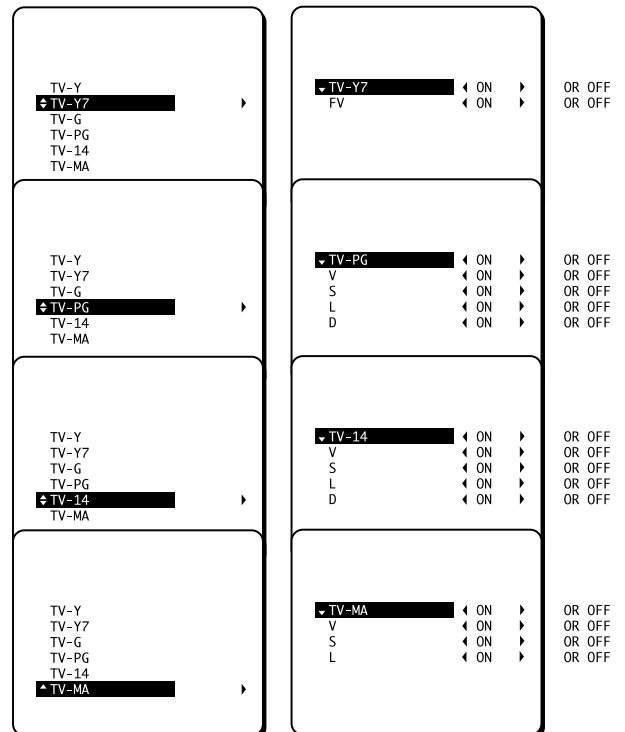 TV-Y
TV-Y7
TV-G
TV-PG
TV-14
TV-MA
TV-Y7 ON OR OFF
FV ON OR OFF
TV-Y
TV-Y7
TV-G
TV-PG
TV-14
TV-MA
TV-PG ON OR OFF
V ON OR OFF
S ON OR OFF
L ON OR OFF
D ON OR OFF
TV-Y
TV-Y7
TV-G
TV-PG
TV-14
TV-MA
TV-14 ON OR OFF
V ON OR OFF
S ON OR OFF
L ON OR OFF
D ON OR OFF
TV-Y
TV-Y7
TV-G
TV-PG
TV-14
TV-MA
TV-MA ON OR OFF
V ON OR OFF
S ON OR OFF
L ON OR OFF